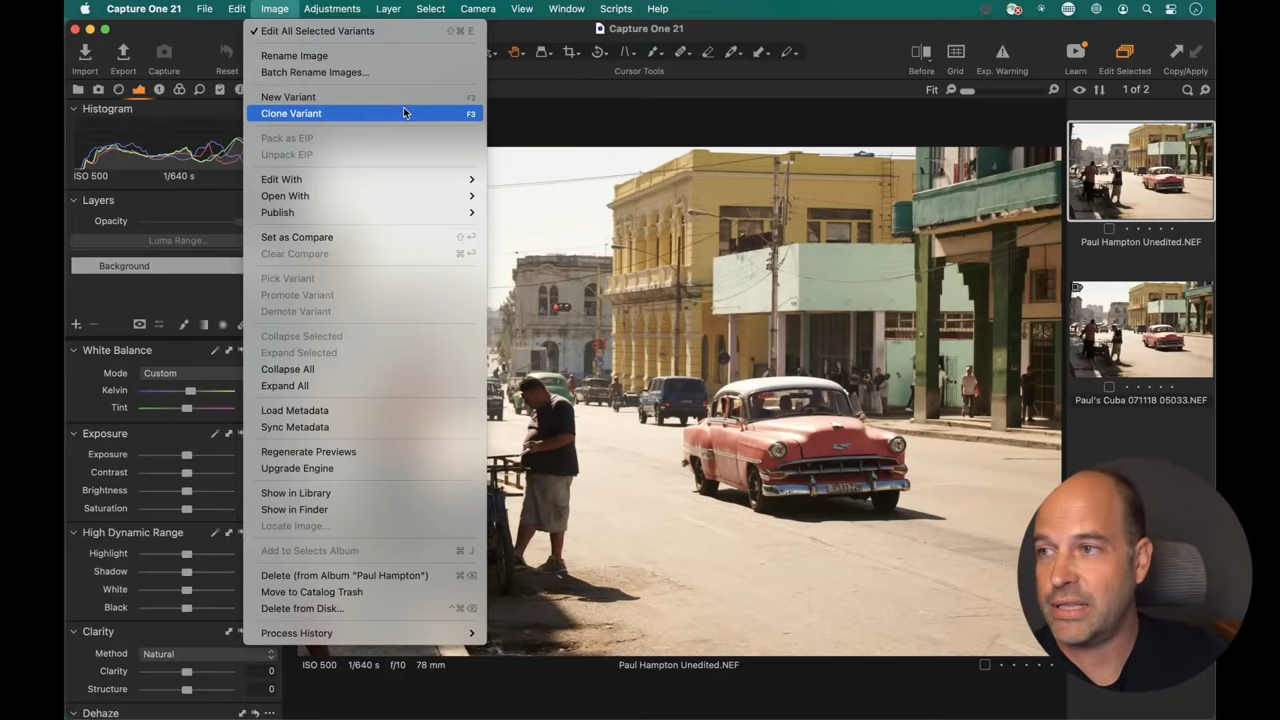 Capture One 21 File Edit Image Adjustments Layer Select Camera View Window Scripts Help
Capture One 21
Import Export Capture Reset
Cursor Tools
Before Grid Exp. Warning Learn Edit Selected Copy/Apply
Fit
1 of 2
Histogram
ISO 500 1/640 s
Layers
Opacity
Luma Range...
Background
White Balance
Mode Custom
Kelvin
Tint
Exposure
Exposure
Contrast
Brightness
Saturation
High Dynamic Range
Highlight
Shadow
White
Black
Clarity
Method Natural
Clarity 0
Structure 0
Dehaze
✓ Edit All Selected Variants ⇧⌘ E
Rename Image
Batch Rename Images...
New Variant F2
Clone Variant F3
Pack as EIP
Unpack EIP
Edit With
Open With
Publish
Set as Compare ⇧↩
Clear Compare ⌘↩
Pick Variant
Promote Variant
Demote Variant
Collapse Selected
Expand Selected
Collapse All
Expand All
Load Metadata
Sync Metadata
Regenerate Previews
Upgrade Engine
Show in Library
Show in Finder
Locate Image...
Add to Selects Album ⌘ J
Delete (from Album "Paul Hampton") ⌘⌫
Move to Catalog Trash
Delete from Disk... ^⌘⌫
Process History
ISO 500 1/640 s f/10 78 mm
Paul Hampton Unedited.NEF
Paul Hampton Unedited.NEF
Paul's Cuba 071118 05033.NEF